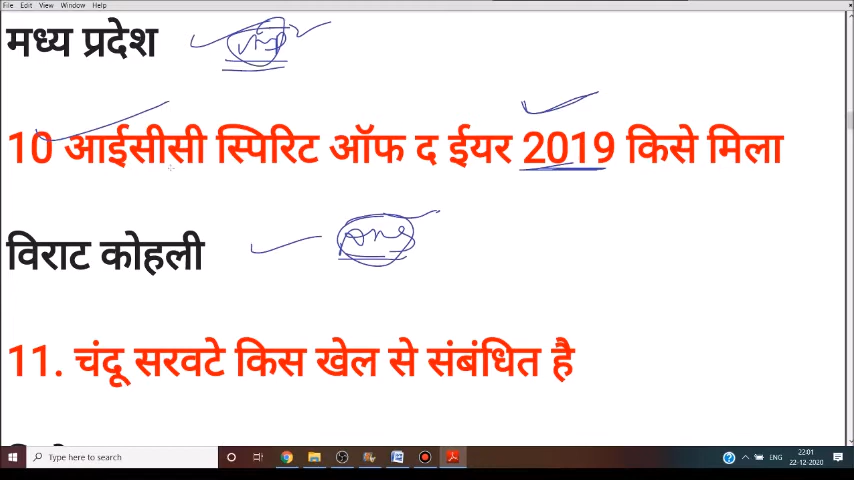 File Edit View Window Help
मध्य प्रदेश
10 आईसीसी स्पिरिट ऑफ द ईयर 2019 किसे मिला
विराट कोहली Ans
11. चंदू सरवटे किस खेल से संबंधित है
Type here to search
ENG
22:01
22-12-2020